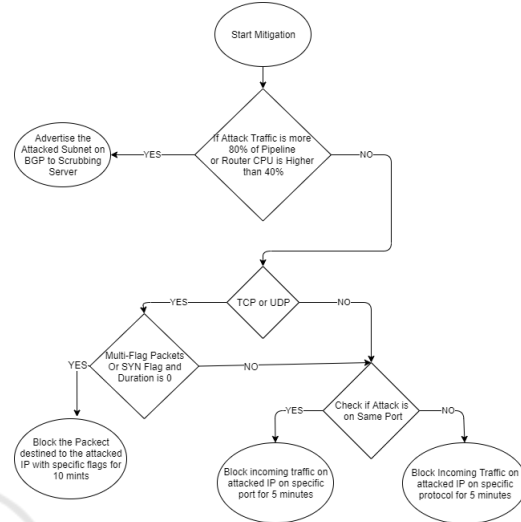 Start Mitigation
If Attack Traffic is more
80% of Pipeline
or Router CPU is Higher
than 40%
YES
NO
Advertise the
Attacked Subnet on
BGP to Scrubbing
Server
TCP or UDP
YES
NO
Multi-Flag Packets
Or SYN Flag and
Duration is 0
YES
NO
Check if Attack is
on Same Port
YES
NO
Block the Packect
destined to the attacked
IP with specific flags for
10 mints
Block incoming traffic on
attacked IP on specific
port for 5 minutes
Block Incoming Traffic on
attacked IP on specific
protocol for 5 minutes